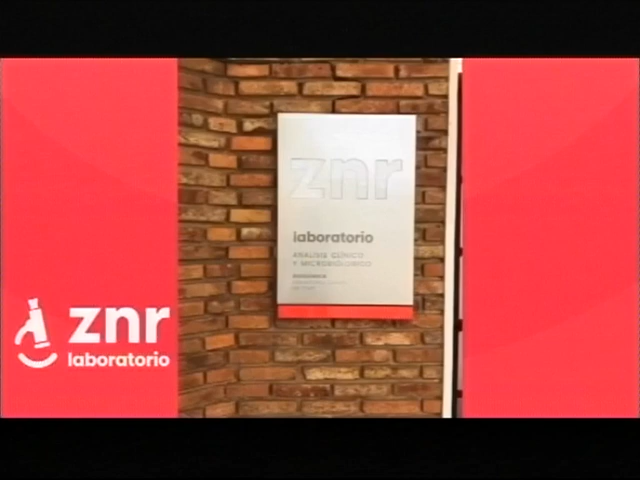 znr
laboratorio
ANÁLISIS CLÍNICO
Y MICROBIOLÓGICO
znr
laboratorio